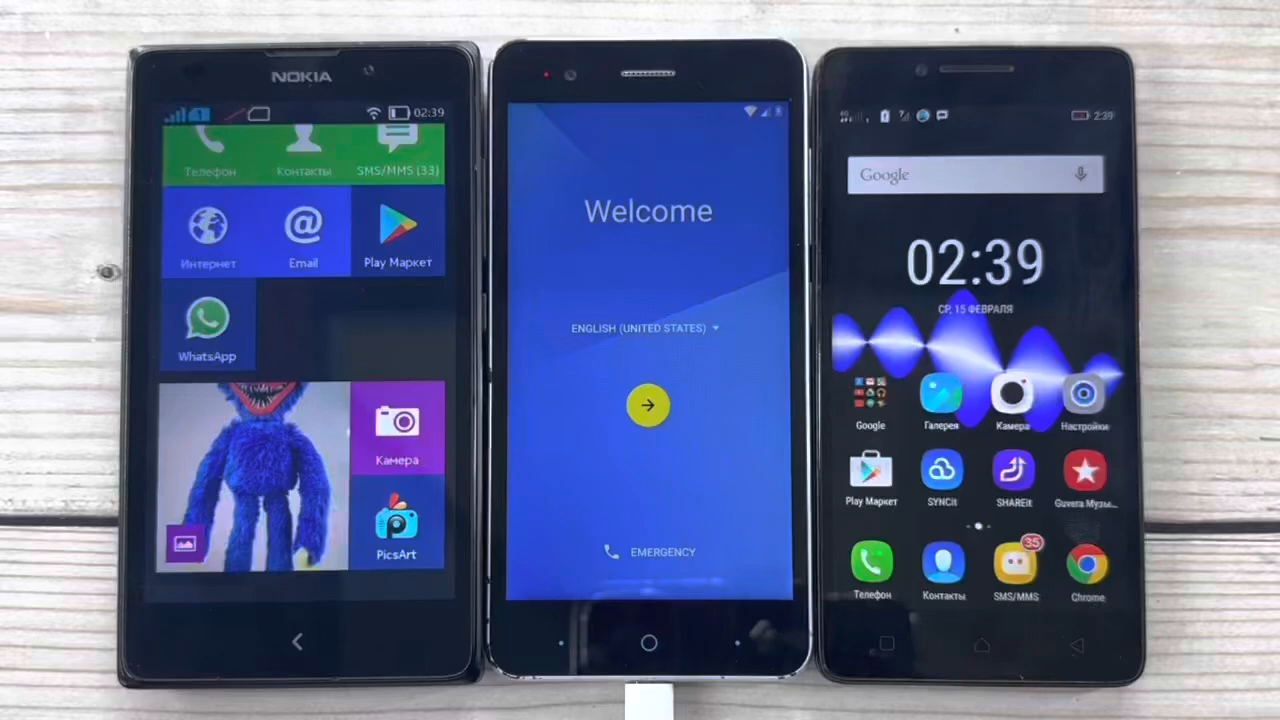 NOKIA
1 02:39
Телефон Контакты SMS/MMS (33)
Интернет Email Play Маркет
WhatsApp
Камера
PicsArt
Welcome
ENGLISH (UNITED STATES)
EMERGENCY
4G 2:39
Google
02:39
СР, 15 ФЕВРАЛЯ
Google Галерея Камера Настройки
Play Маркет SYNCit SHAREit Guvera Музы...
35
Телефон Контакты SMS/MMS Chrome